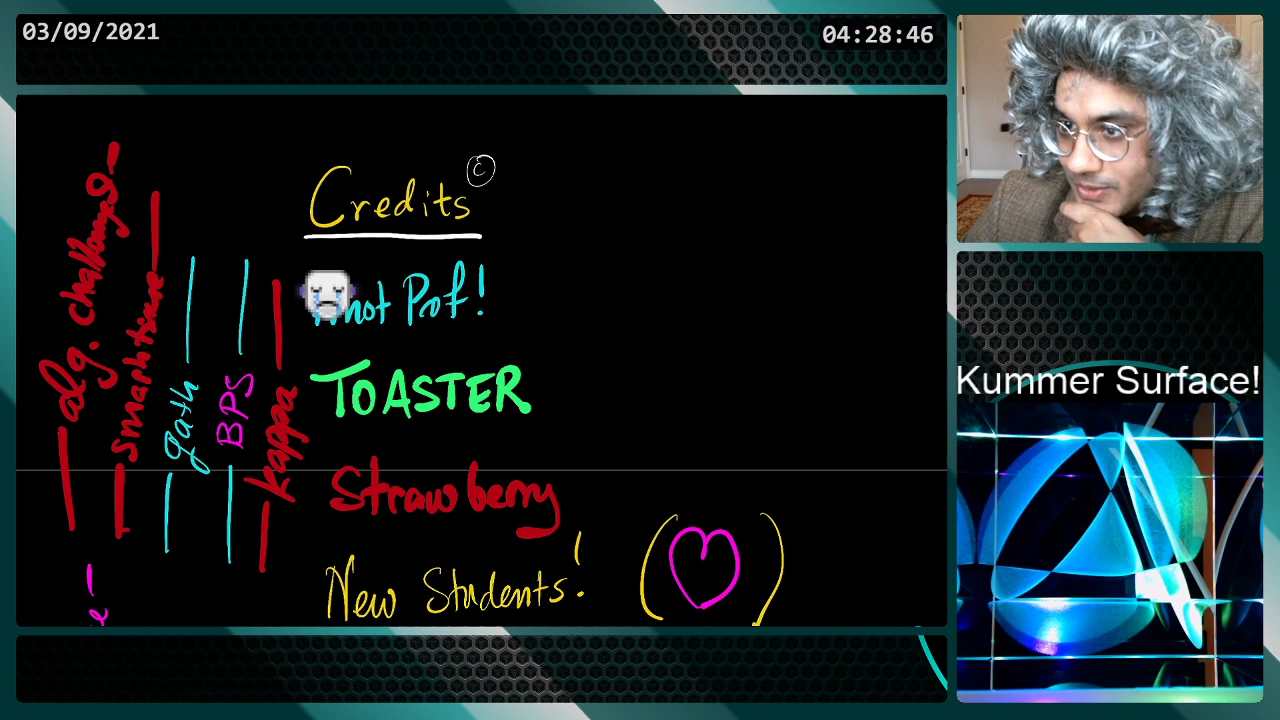 03/09/2021
04:28:46
Credits ©
not Prof!
TOASTER
Strawberry
New Students!
alg. challenge
smashtime
gath
BPS
kappa
Kummer Surface!